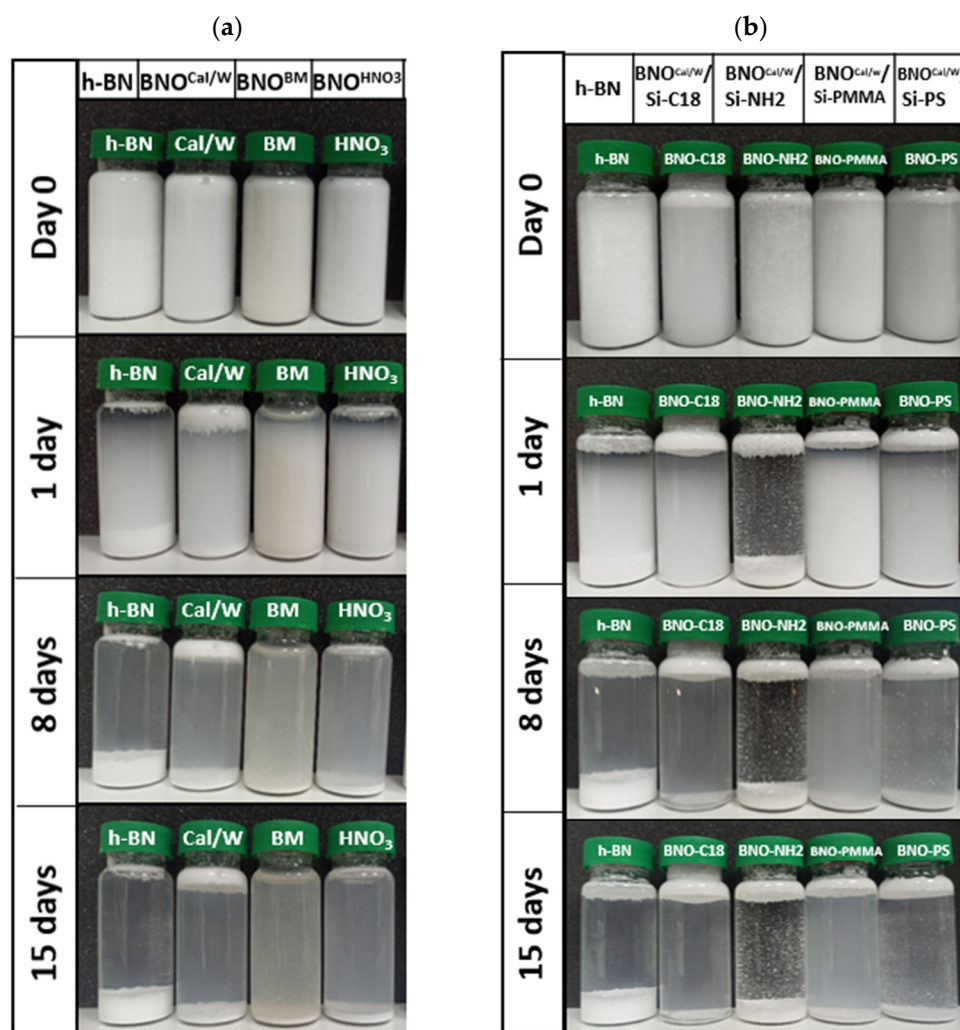 (a)
h-BN BNOCal/W BNOBM BNOHNO3
Day 0
h-BN Cal/W BM HNO₃
1 day
h-BN Cal/W BM HNO₃
8 days
h-BN Cal/W BM HNO₃
15 days
h-BN Cal/W BM HNO₃
(b)
h-BN
BNOCal/W/
Si-C18
BNOCal/W/
Si-NH2
BNOCal/w/
Si-PMMA
BNOCal/W
Si-PS
Day 0
h-BN BNO-C18 BNO-NH2 BNO-PMMA BNO-PS
1 day
h-BN BNO-C18 BNO-NH2 BNO-PMMA BNO-PS
8 days
h-BN BNO-C18 BNO-NH2 BNO-PMMA BNO-PS
15 days
h-BN BNO-C18 BNO-NH2 BNO-PMMA BNO-PS